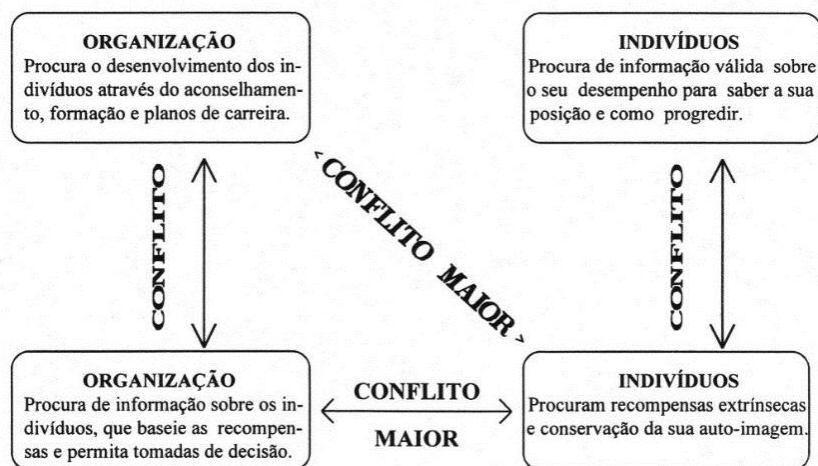 ORGANIZAÇÃO
Procura o desenvolvimento dos in-
divíduos através do aconselhamen-
to, formação e planos de carreira.
INDIVÍDUOS
Procura de informação válida sobre
o seu desempenho para saber a sua
posição e como progredir.
CONFLITO
< CONFLITO MAIOR >
CONFLITO
ORGANIZAÇÃO
Procura de informação sobre os in-
divíduos, que baseie as recompen-
sas e permita tomadas de decisão.
CONFLITO
MAIOR
INDIVÍDUOS
Procuram recompensas extrínsecas
e conservação da sua auto-imagem.